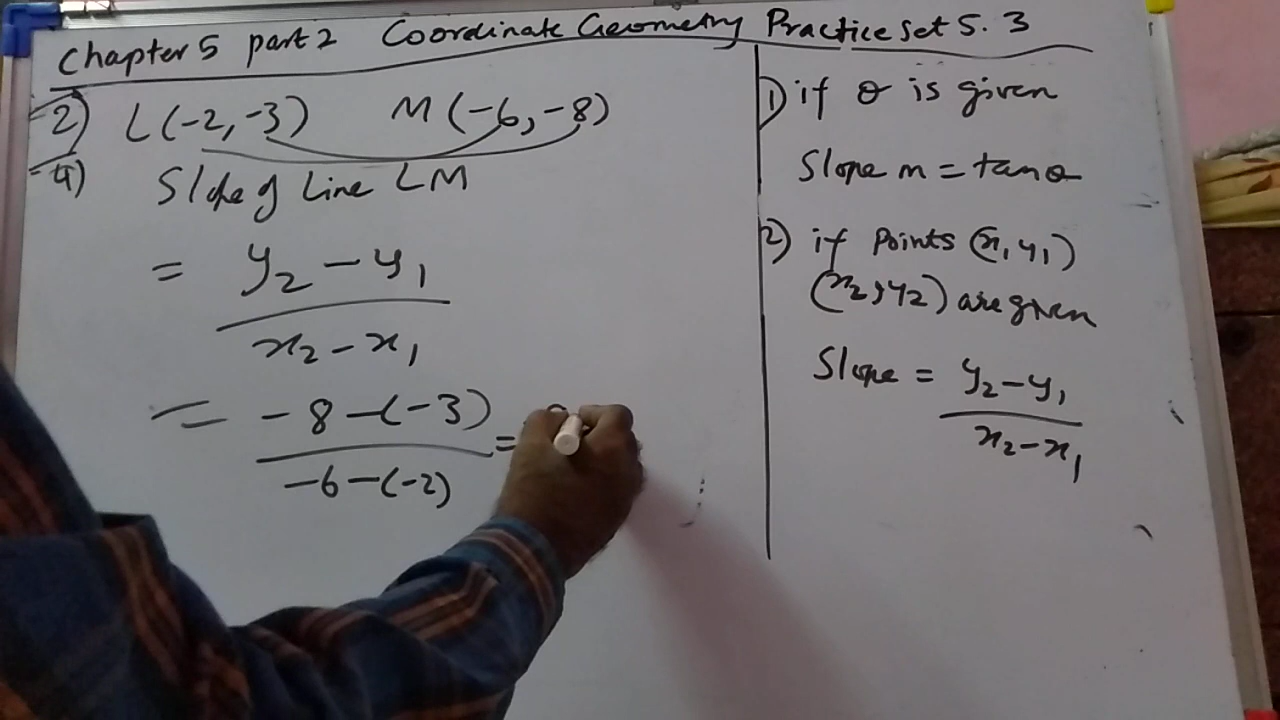 Chapter 5 part 2 Coordinate Geometry Practice Set 5.3
2) L(-2,-3) M(-6,-8)
4) Slope of Line LM
= y₂ - y₁
x₂ - x₁
= -8-(-3) =
-6-(-2)
1) if θ is given
Slope m = tanθ
2) if Points (x₁,y₁)
(x₂,y₂) are given
Slope = y₂-y₁
x₂-x₁